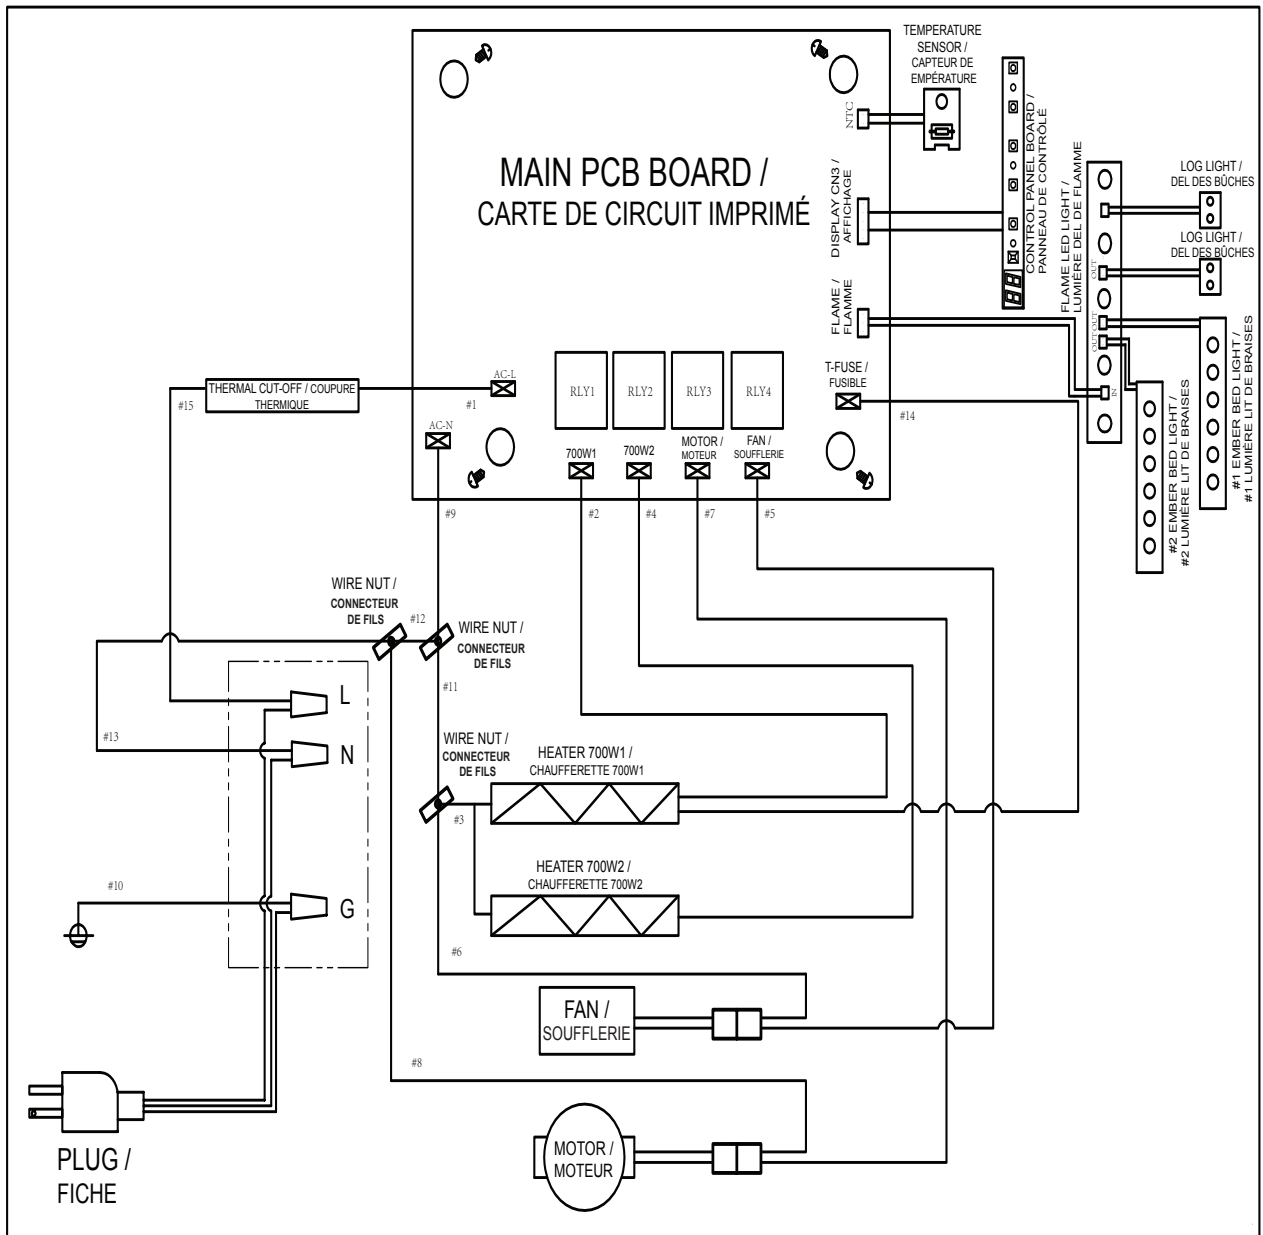 TEMPERATURE
SENSOR /
CAPTEUR DE
EMPÉRATURE
NTC
MAIN PCB BOARD /
CARTE DE CIRCUIT IMPRIMÉ
DISPLAY CN3 /
AFFICHAGE
CONTROL PANEL BOARD /
PANNEAU DE CONTRÔLÉ
88
FLAME LED LIGHT /
LUMIÈRE DEL DE FLAMME
LOG LIGHT /
DEL DES BÛCHES
LOG LIGHT /
DEL DES BÛCHES
OUT
OUT
OUT
IN
FLAME /
FLAMME
#1 EMBER BED LIGHT /
#1 LUMIÈRE LIT DE BRAISES
#2 EMBER BED LIGHT /
#2 LUMIÈRE LIT DE BRAISES
THERMAL CUT-OFF / COUPURE
THERMIQUE
#15
#1
AC-L
AC-N
RLY1
RLY2
RLY3
RLY4
T-FUSE /
FUSIBLE
#14
700W1
700W2
MOTOR /
MOTEUR
FAN /
SOUFFLERIE
#9
#2
#4
#7
#5
WIRE NUT /
CONNECTEUR
DE FILS
#12
WIRE NUT /
CONNECTEUR
DE FILS
#11
L
#13
N
WIRE NUT /
CONNECTEUR
DE FILS
HEATER 700W1 /
CHAUFFERETTE 700W1
#3
HEATER 700W2 /
CHAUFFERETTE 700W2
#10
G
#6
FAN /
SOUFFLERIE
#8
MOTOR /
MOTEUR
PLUG /
FICHE